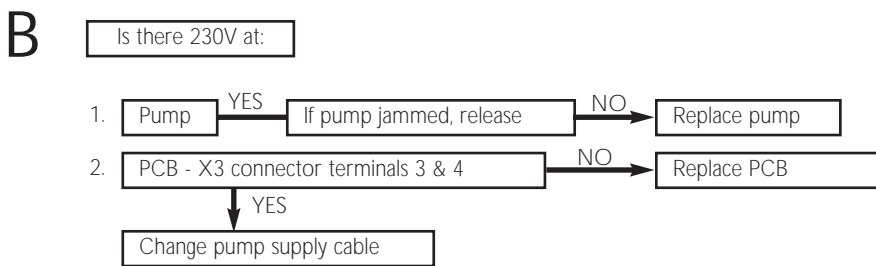 B
Is there 230V at:
1. Pump YES If pump jammed, release NO Replace pump
2. PCB - X3 connector terminals 3 & 4 NO Replace PCB
YES
Change pump supply cable